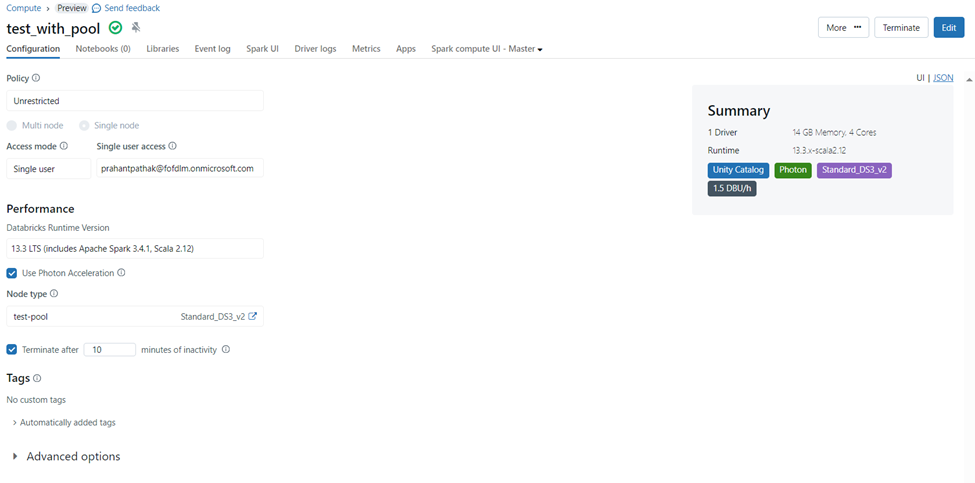 Compute › Preview Send feedback
test_with_pool
More ••• Terminate Edit
Configuration Notebooks (0) Libraries Event log Spark UI Driver logs Metrics Apps Spark compute UI - Master
UI | JSON
Policy
Unrestricted
Multi node Single node
Access mode Single user access
Single user prahantpathak@fofdlm.onmicrosoft.com
Performance
Databricks Runtime Version
13.3 LTS (includes Apache Spark 3.4.1, Scala 2.12)
Use Photon Acceleration
Node type
test-pool Standard_DS3_v2
Terminate after 10 minutes of inactivity
Tags
No custom tags
Automatically added tags
Advanced options
Summary
1 Driver 14 GB Memory, 4 Cores
Runtime 13.3.x-scala2.12
Unity Catalog Photon Standard_DS3_v2
1.5 DBU/h